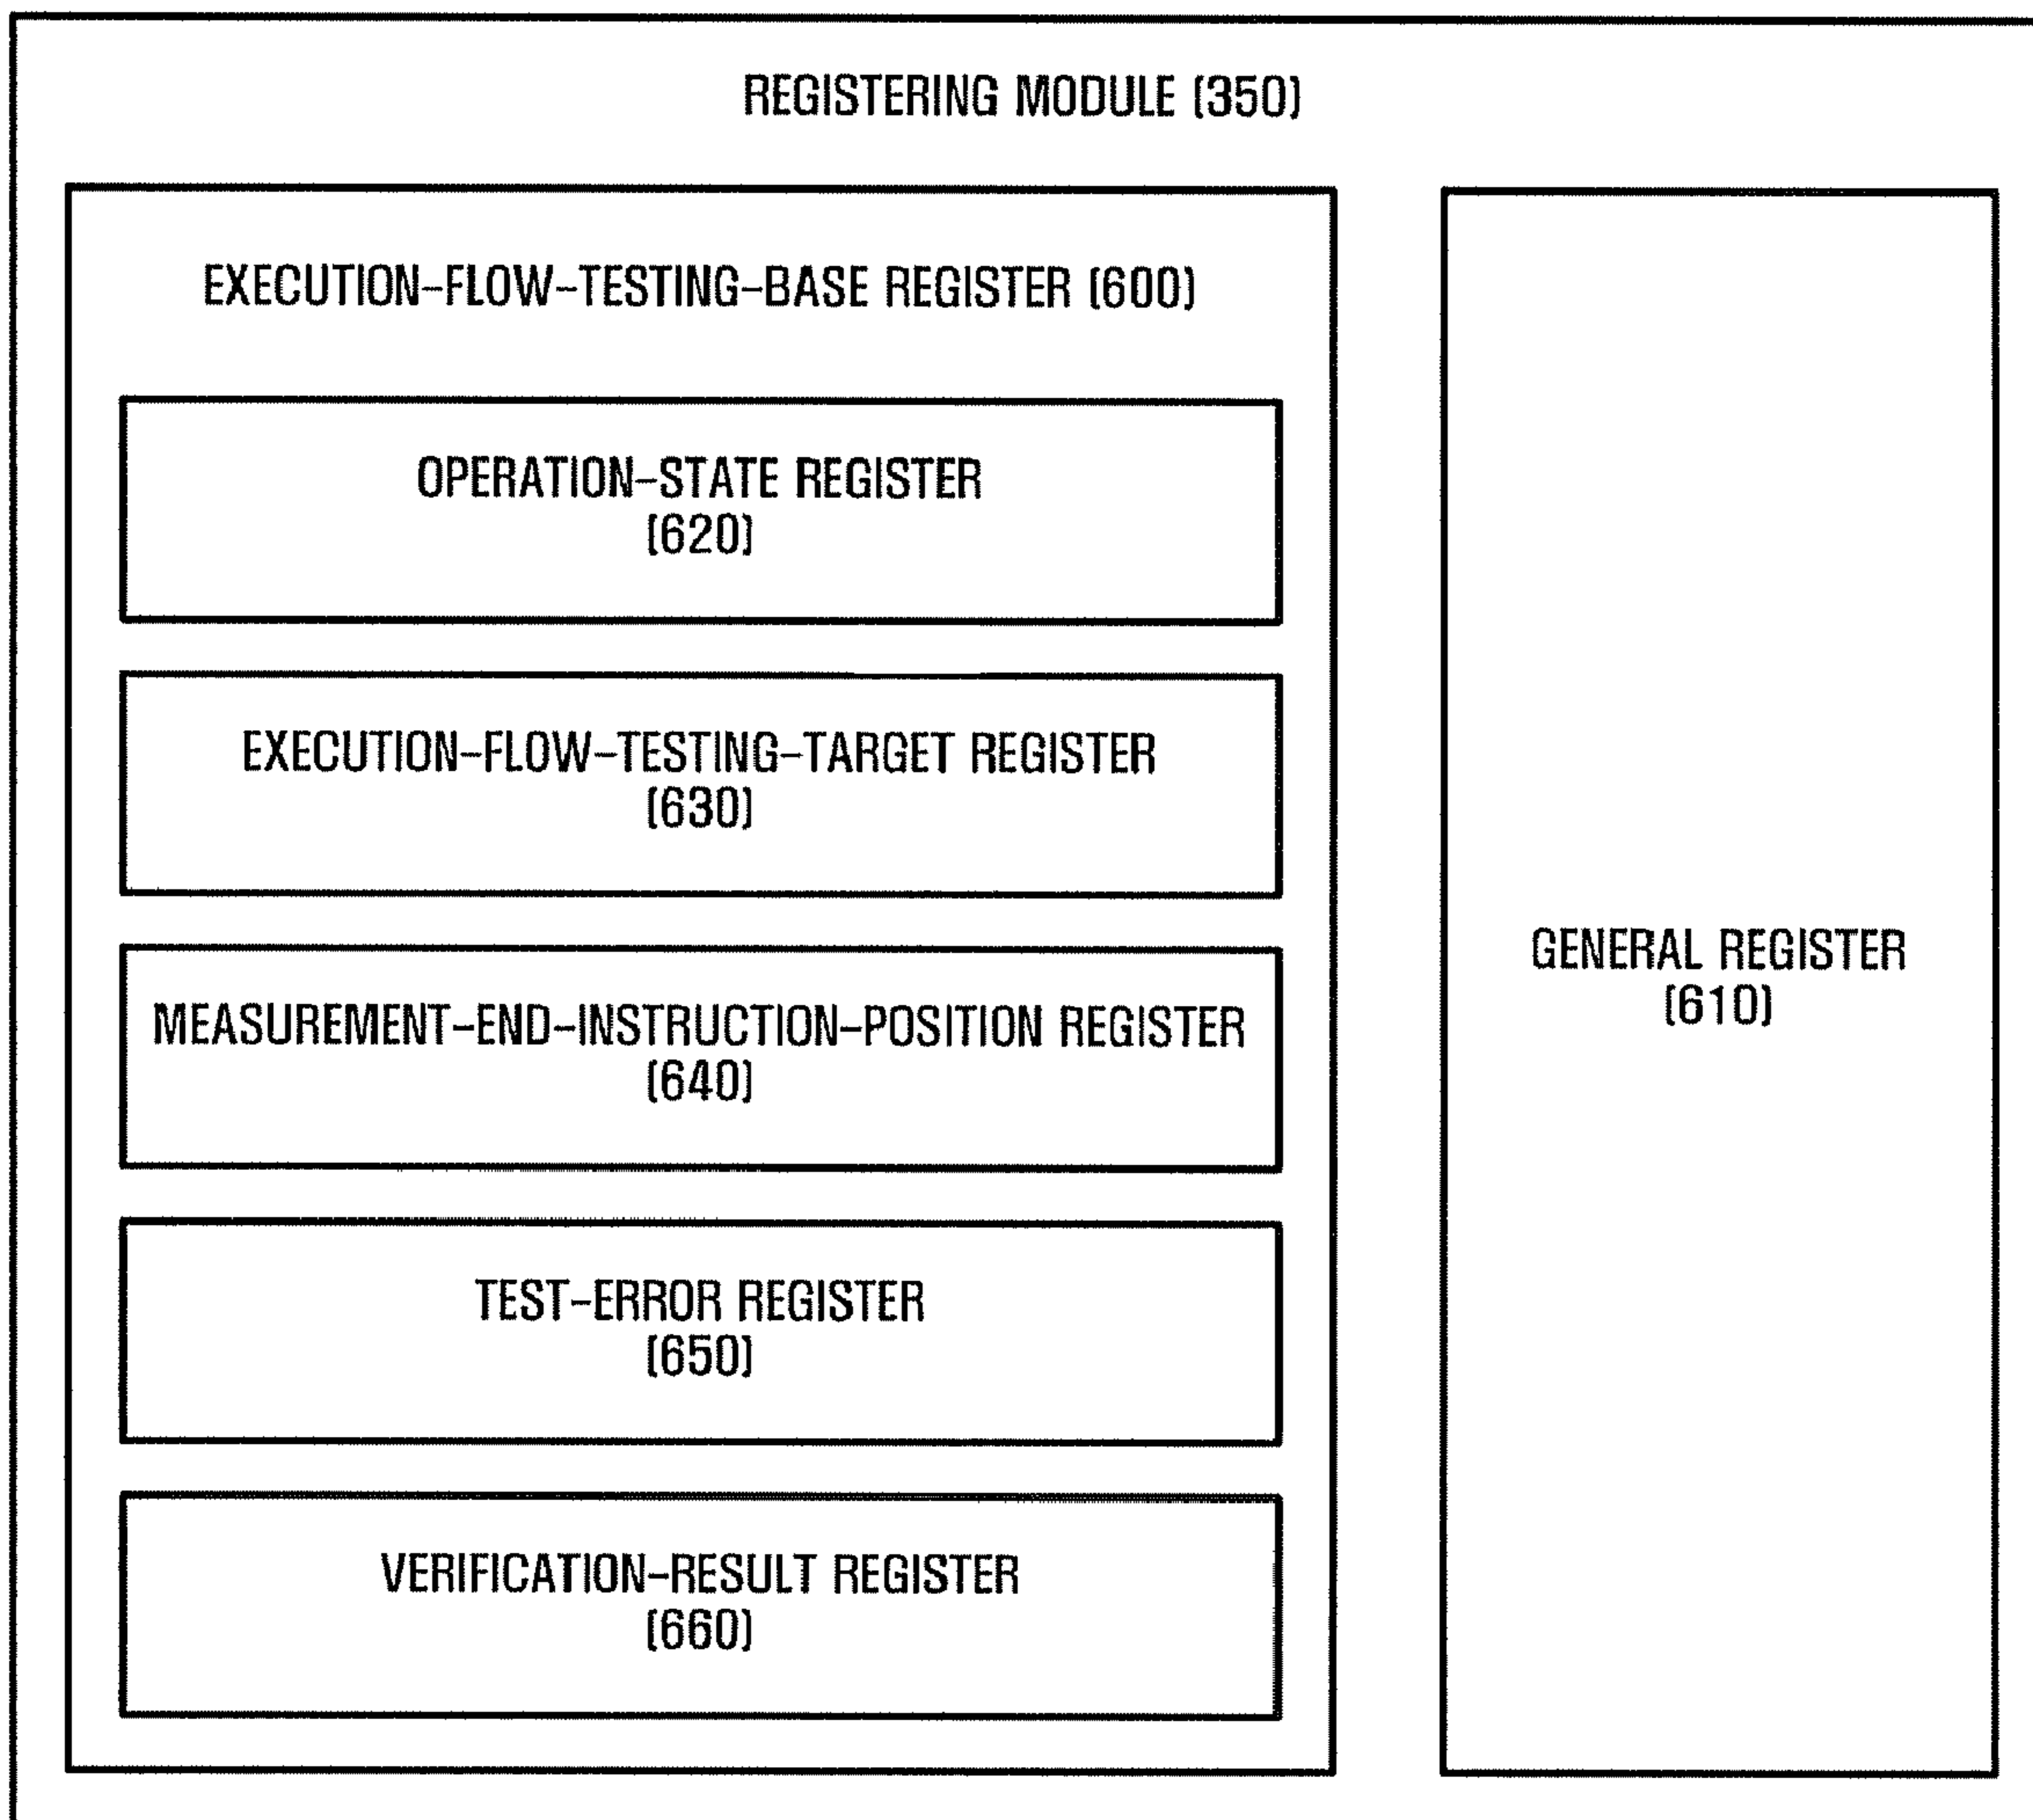 REGISTERING MODULE (350)
EXECUTION-FLOW-TESTING-BASE REGISTER (600)
OPERATION-STATE REGISTER
(620)
EXECUTION-FLOW-TESTING-TARGET REGISTER
(630)
MEASUREMENT-END-INSTRUCTION-POSITION REGISTER
(640)
TEST-ERROR REGISTER
(650)
VERIFICATION-RESULT REGISTER
(660)
GENERAL REGISTER
(610)